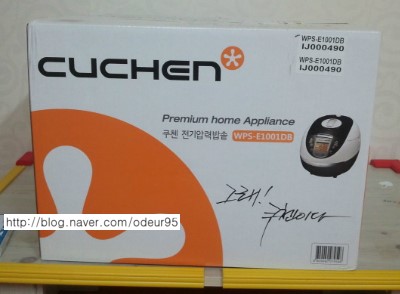 WPS-E1001DB
IJ000490
WPS-E1001DB
IJ000490
CUCHEN
Premium home Appliance
쿠첸 전기압력밥솥 WPS-E1001DB
그래!
쿠첸이다
http://blog.naver.com/odeur95